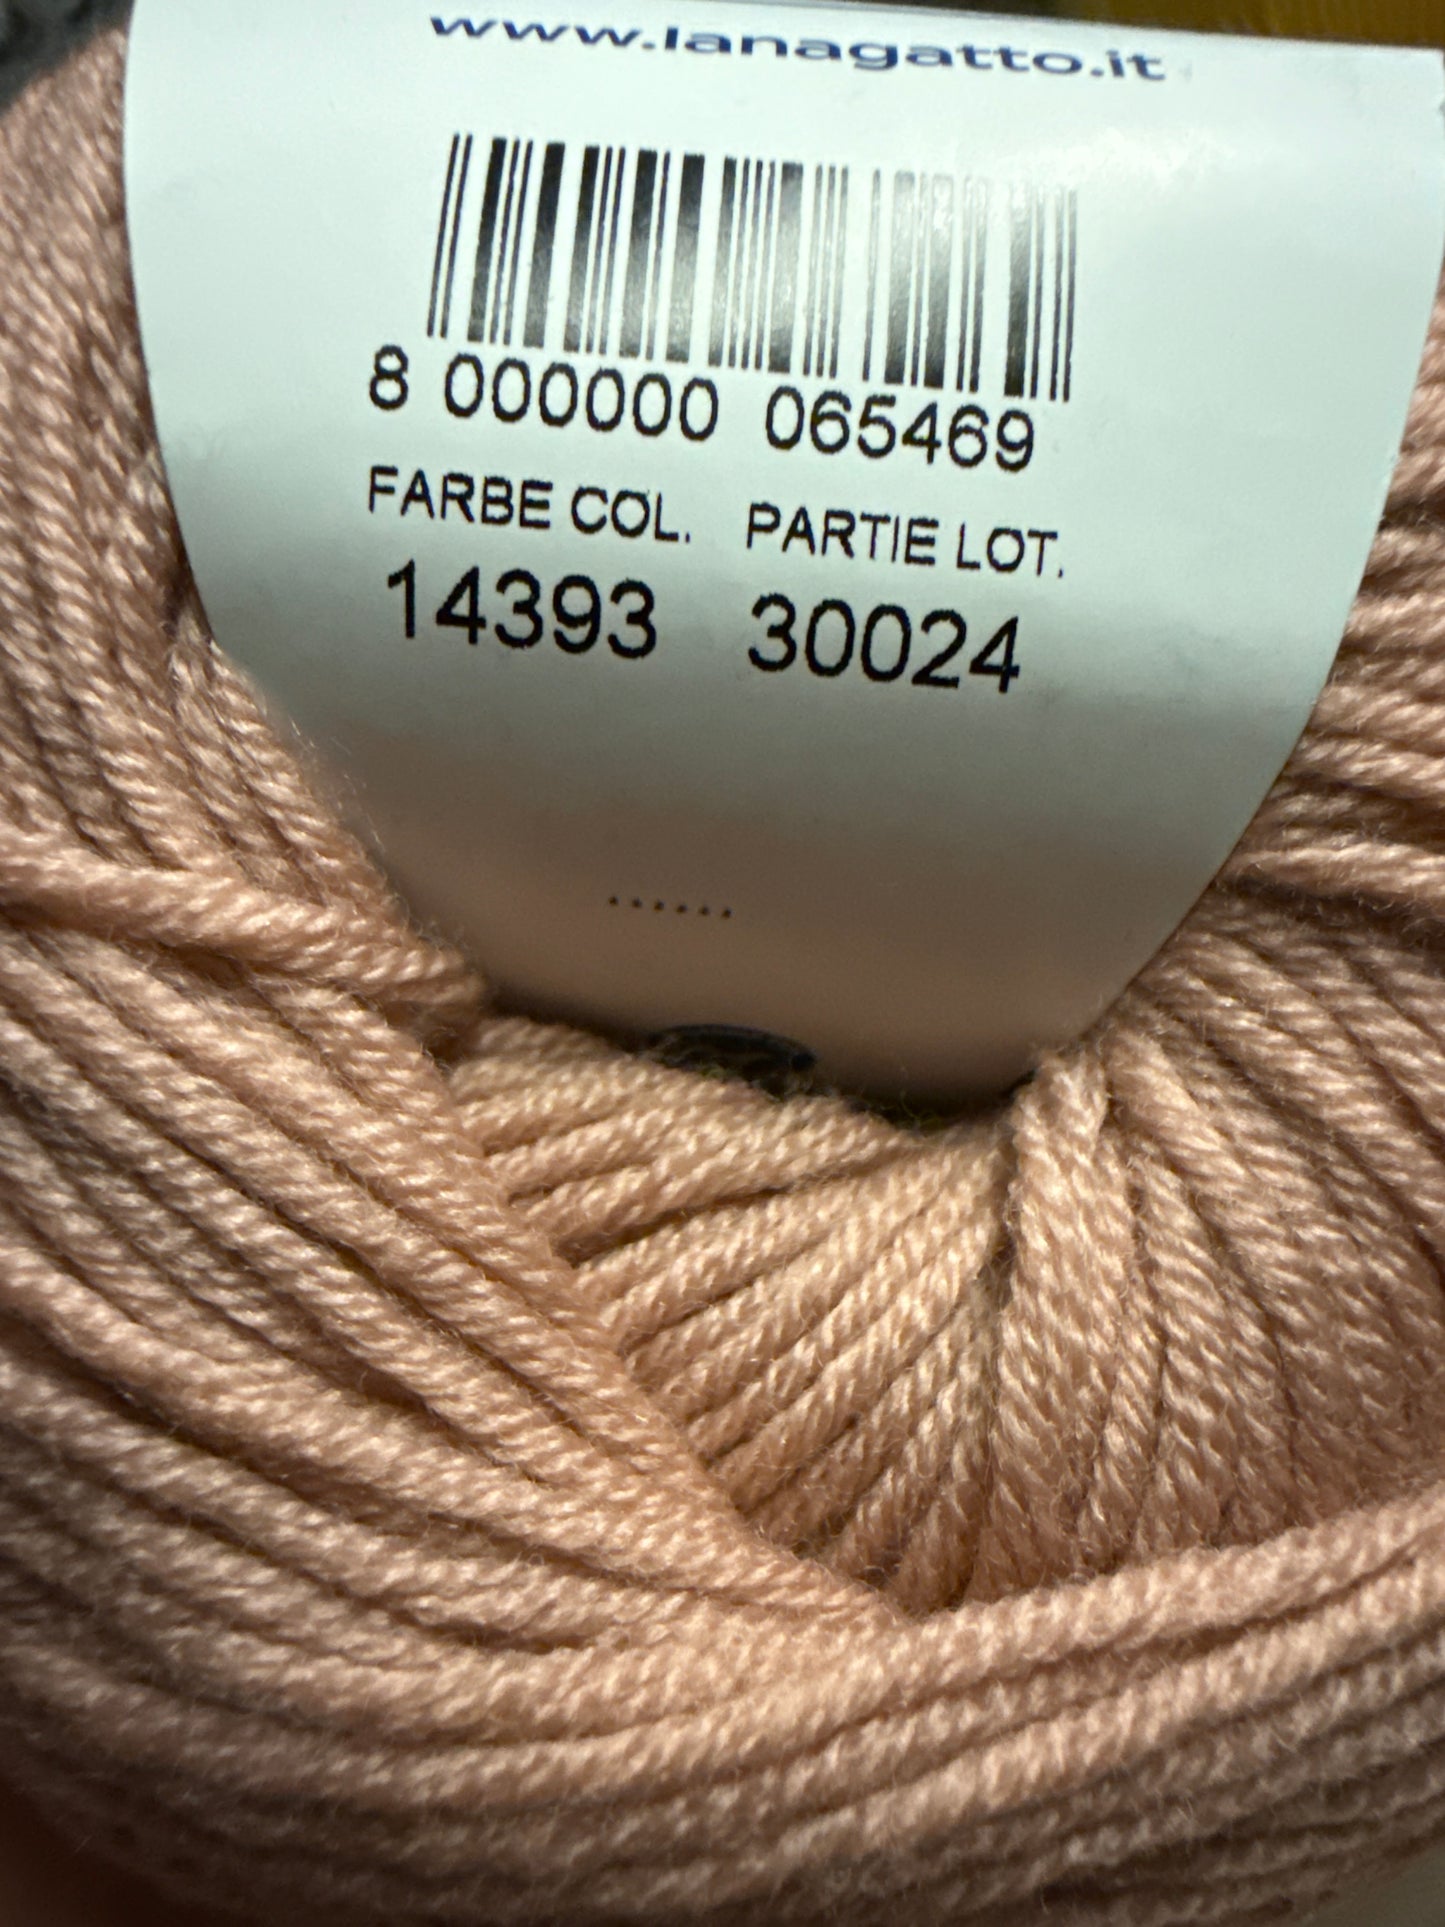 www.lanagatto.it
8 000000 065469
FARBE COL. PARTIE LOT.
14393 30024